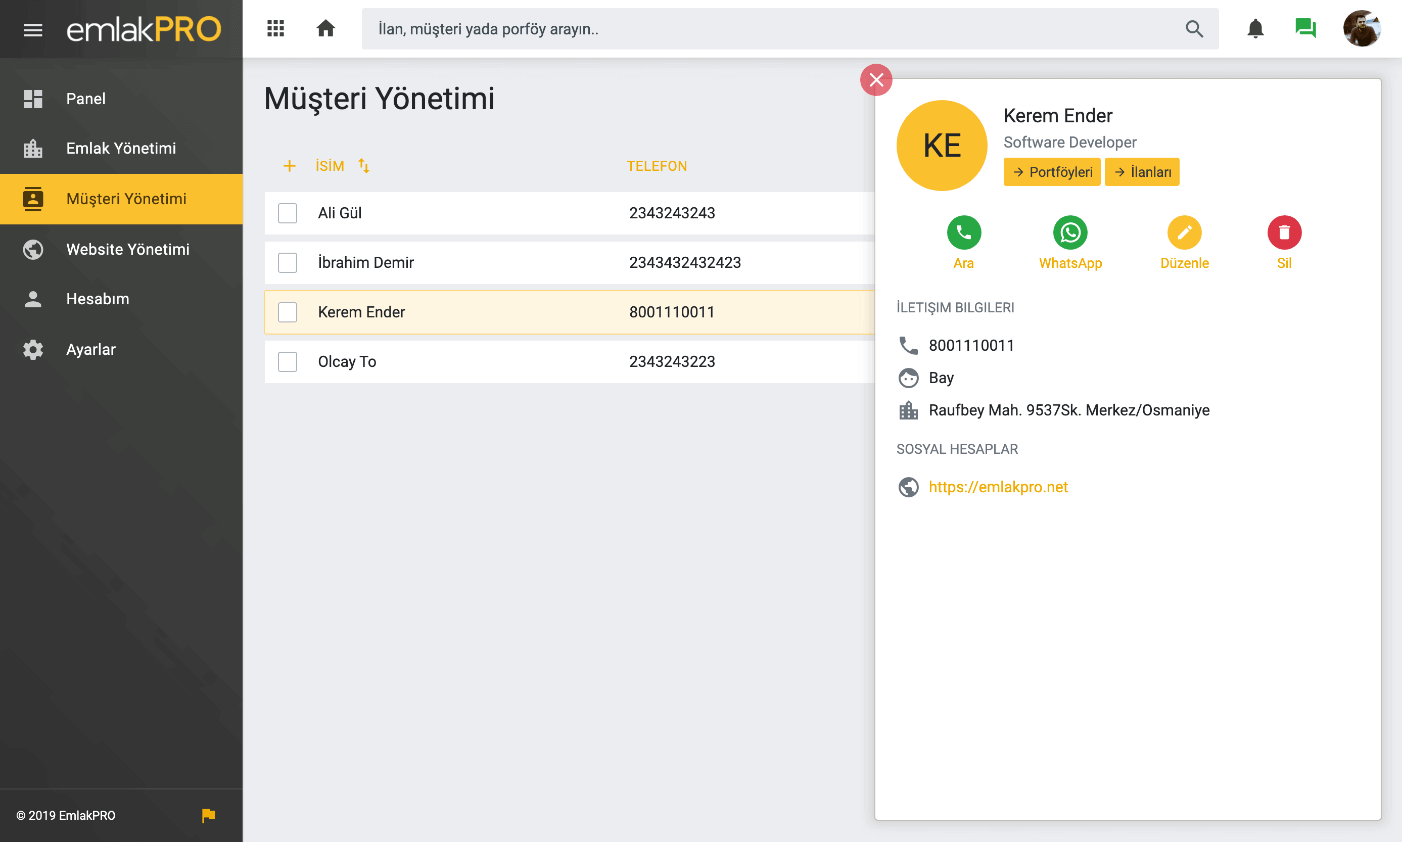 emlakPRO
İlan, müşteri yada porföy arayın..
Panel
Emlak Yönetimi
Müşteri Yönetimi
Website Yönetimi
Hesabım
Ayarlar
© 2019 EmlakPRO
Müşteri Yönetimi
İSİM TELEFON
Ali Gül 2343243243
İbrahim Demir 2343432432423
Kerem Ender 8001110011
Olcay To 2343243223
KE
Kerem Ender
Software Developer
→ Portföyleri → İlanları
Ara WhatsApp Düzenle Sil
İLETIŞIM BILGILERI
8001110011
Bay
Raufbey Mah. 9537Sk. Merkez/Osmaniye
SOSYAL HESAPLAR
https://emlakpro.net